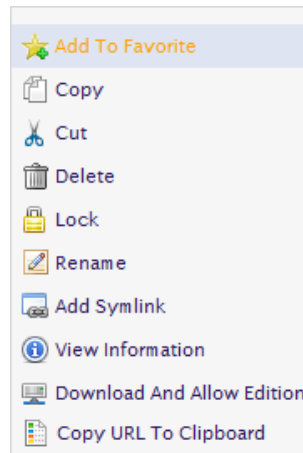 Add To Favorite
Copy
Cut
Delete
Lock
Rename
Add Symlink
View Information
Download And Allow Edition
Copy URL To Clipboard